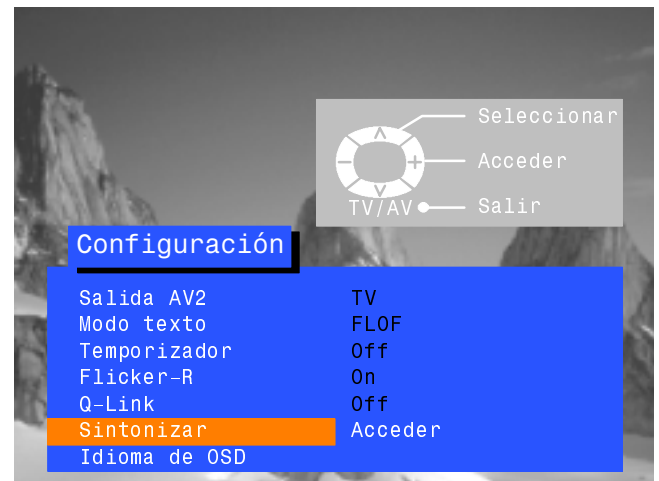 Seleccionar
Acceder
TV/AV Salir
Configuración
Salida AV2 TV
Modo texto FLOF
Temporizador Off
Flicker-R On
Q-Link Off
Sintonizar Acceder
Idioma de OSD